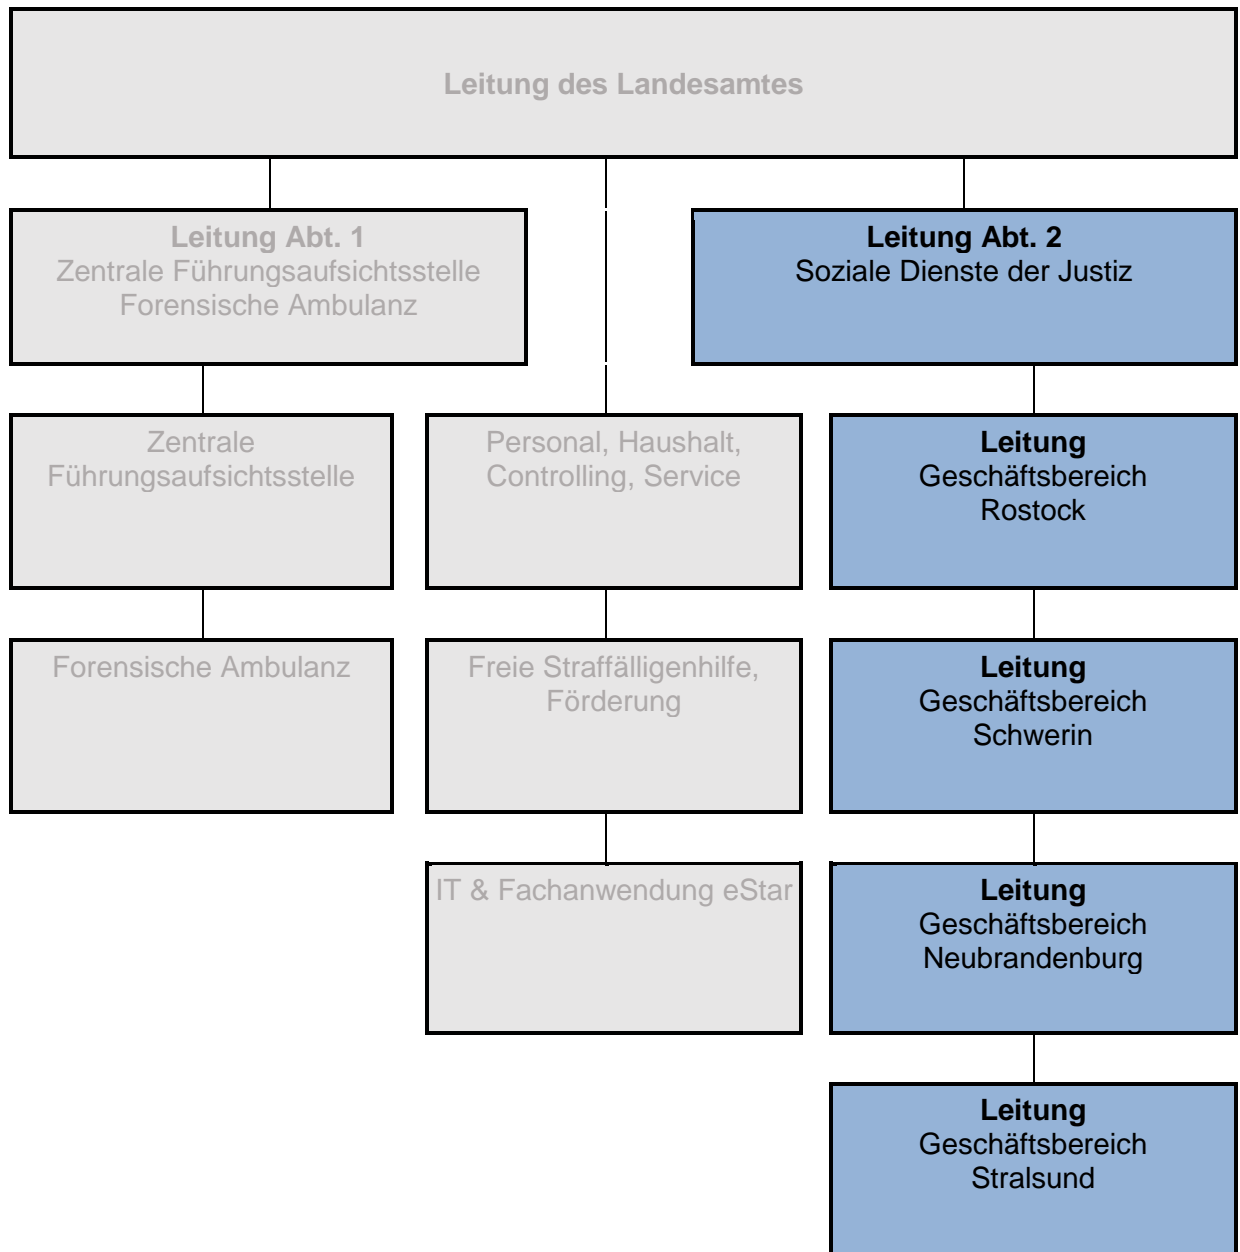 Leitung des Landesamtes
Leitung Abt. 1
Zentrale Führungsaufsichtsstelle
Forensische Ambulanz
Leitung Abt. 2
Soziale Dienste der Justiz
Zentrale
Führungsaufsichtsstelle
Personal, Haushalt,
Controlling, Service
Leitung
Geschäftsbereich
Rostock
Forensische Ambulanz
Freie Straffälligenhilfe,
Förderung
Leitung
Geschäftsbereich
Schwerin
IT & Fachanwendung eStar
Leitung
Geschäftsbereich
Neubrandenburg
Leitung
Geschäftsbereich
Stralsund